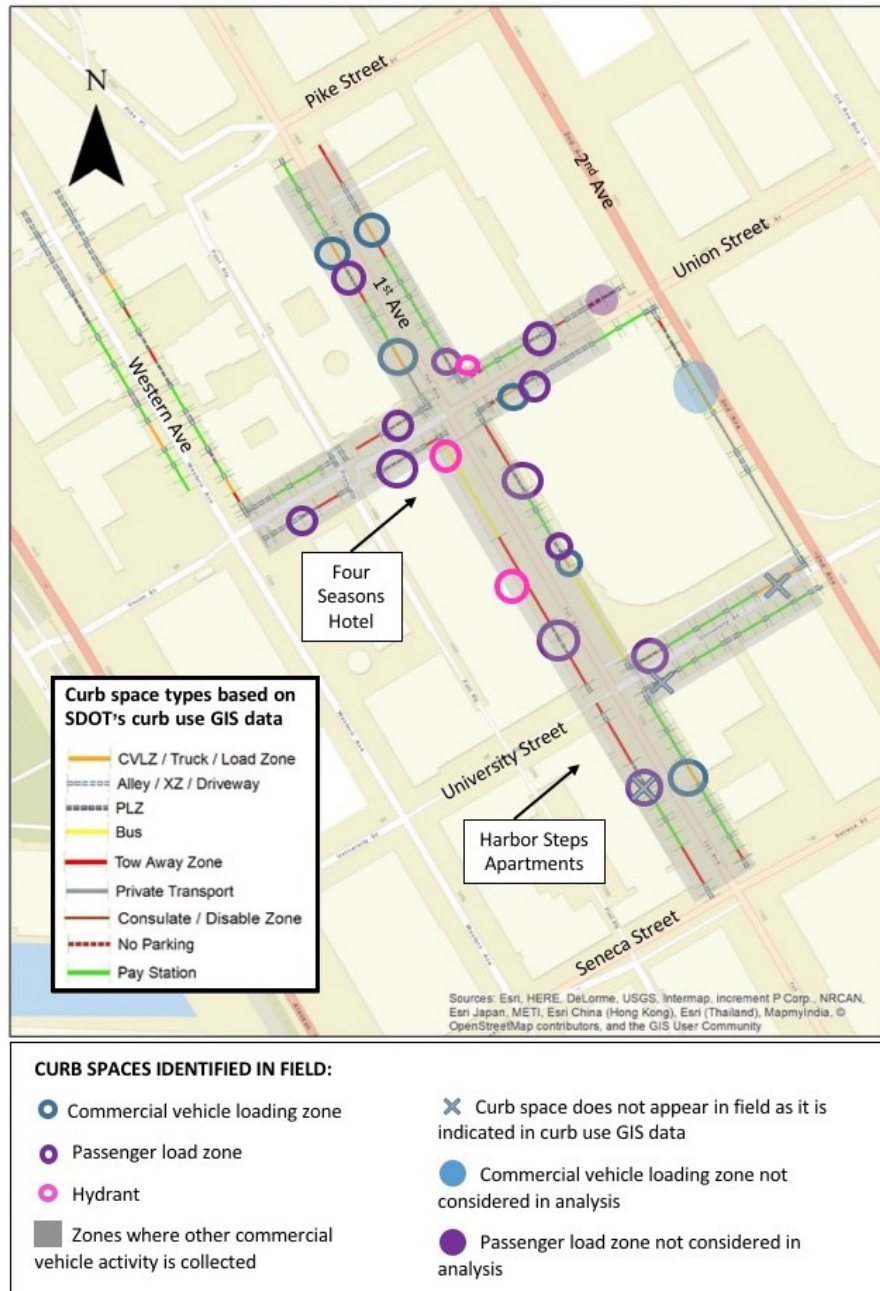 N
Pike Street
2nd Ave
Union Street
1st Ave
Western Ave
Four
Seasons
Hotel
University Street
Harbor Steps
Apartments
Seneca Street
Curb space types based on
SDOT's curb use GIS data
CVLZ / Truck / Load Zone
Alley / XZ / Driveway
PLZ
Bus
Tow Away Zone
Private Transport
Consulate / Disable Zone
No Parking
Pay Station
Sources: Esri, HERE, DeLorme, USGS, Intermap, increment P Corp., NRCAN,
Esri Japan, METI, Esri China (Hong Kong), Esri (Thailand), MapmyIndia, ©
OpenStreetMap contributors, and the GIS User Community
CURB SPACES IDENTIFIED IN FIELD:
Commercial vehicle loading zone
Passenger load zone
Hydrant
Zones where other commercial
vehicle activity is collected
Curb space does not appear in field as it is
indicated in curb use GIS data
Commercial vehicle loading zone not
considered in analysis
Passenger load zone not considered in
analysis